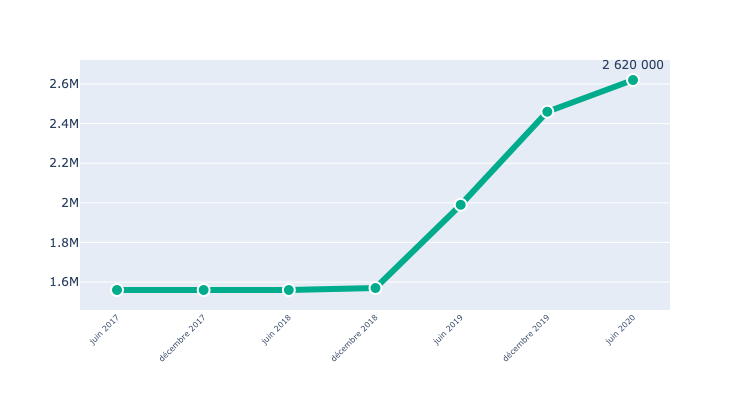 2 620 000
2.6M
2.4M
2.2M
2M
1.8M
1.6M
juin 2017
décembre 2017
juin 2018
décembre 2018
juin 2019
décembre 2019
juin 2020